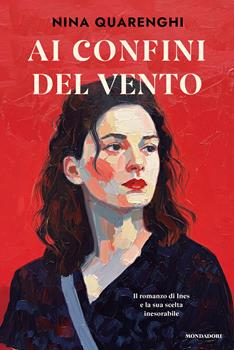 NINA QUARENGHI
AI CONFINI
DEL VENTO
Il romanzo di Ines
e la sua scelta
inesorabile
MONDADORI